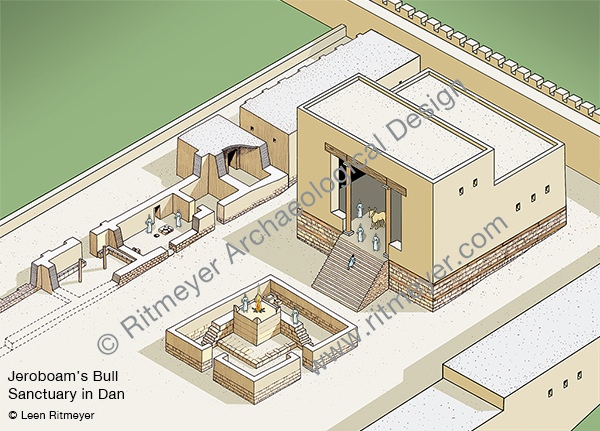 © Ritmeyer Archaeological Design
www.ritmeyer.com
Jeroboam's Bull
Sanctuary in Dan
© Leen Ritmeyer